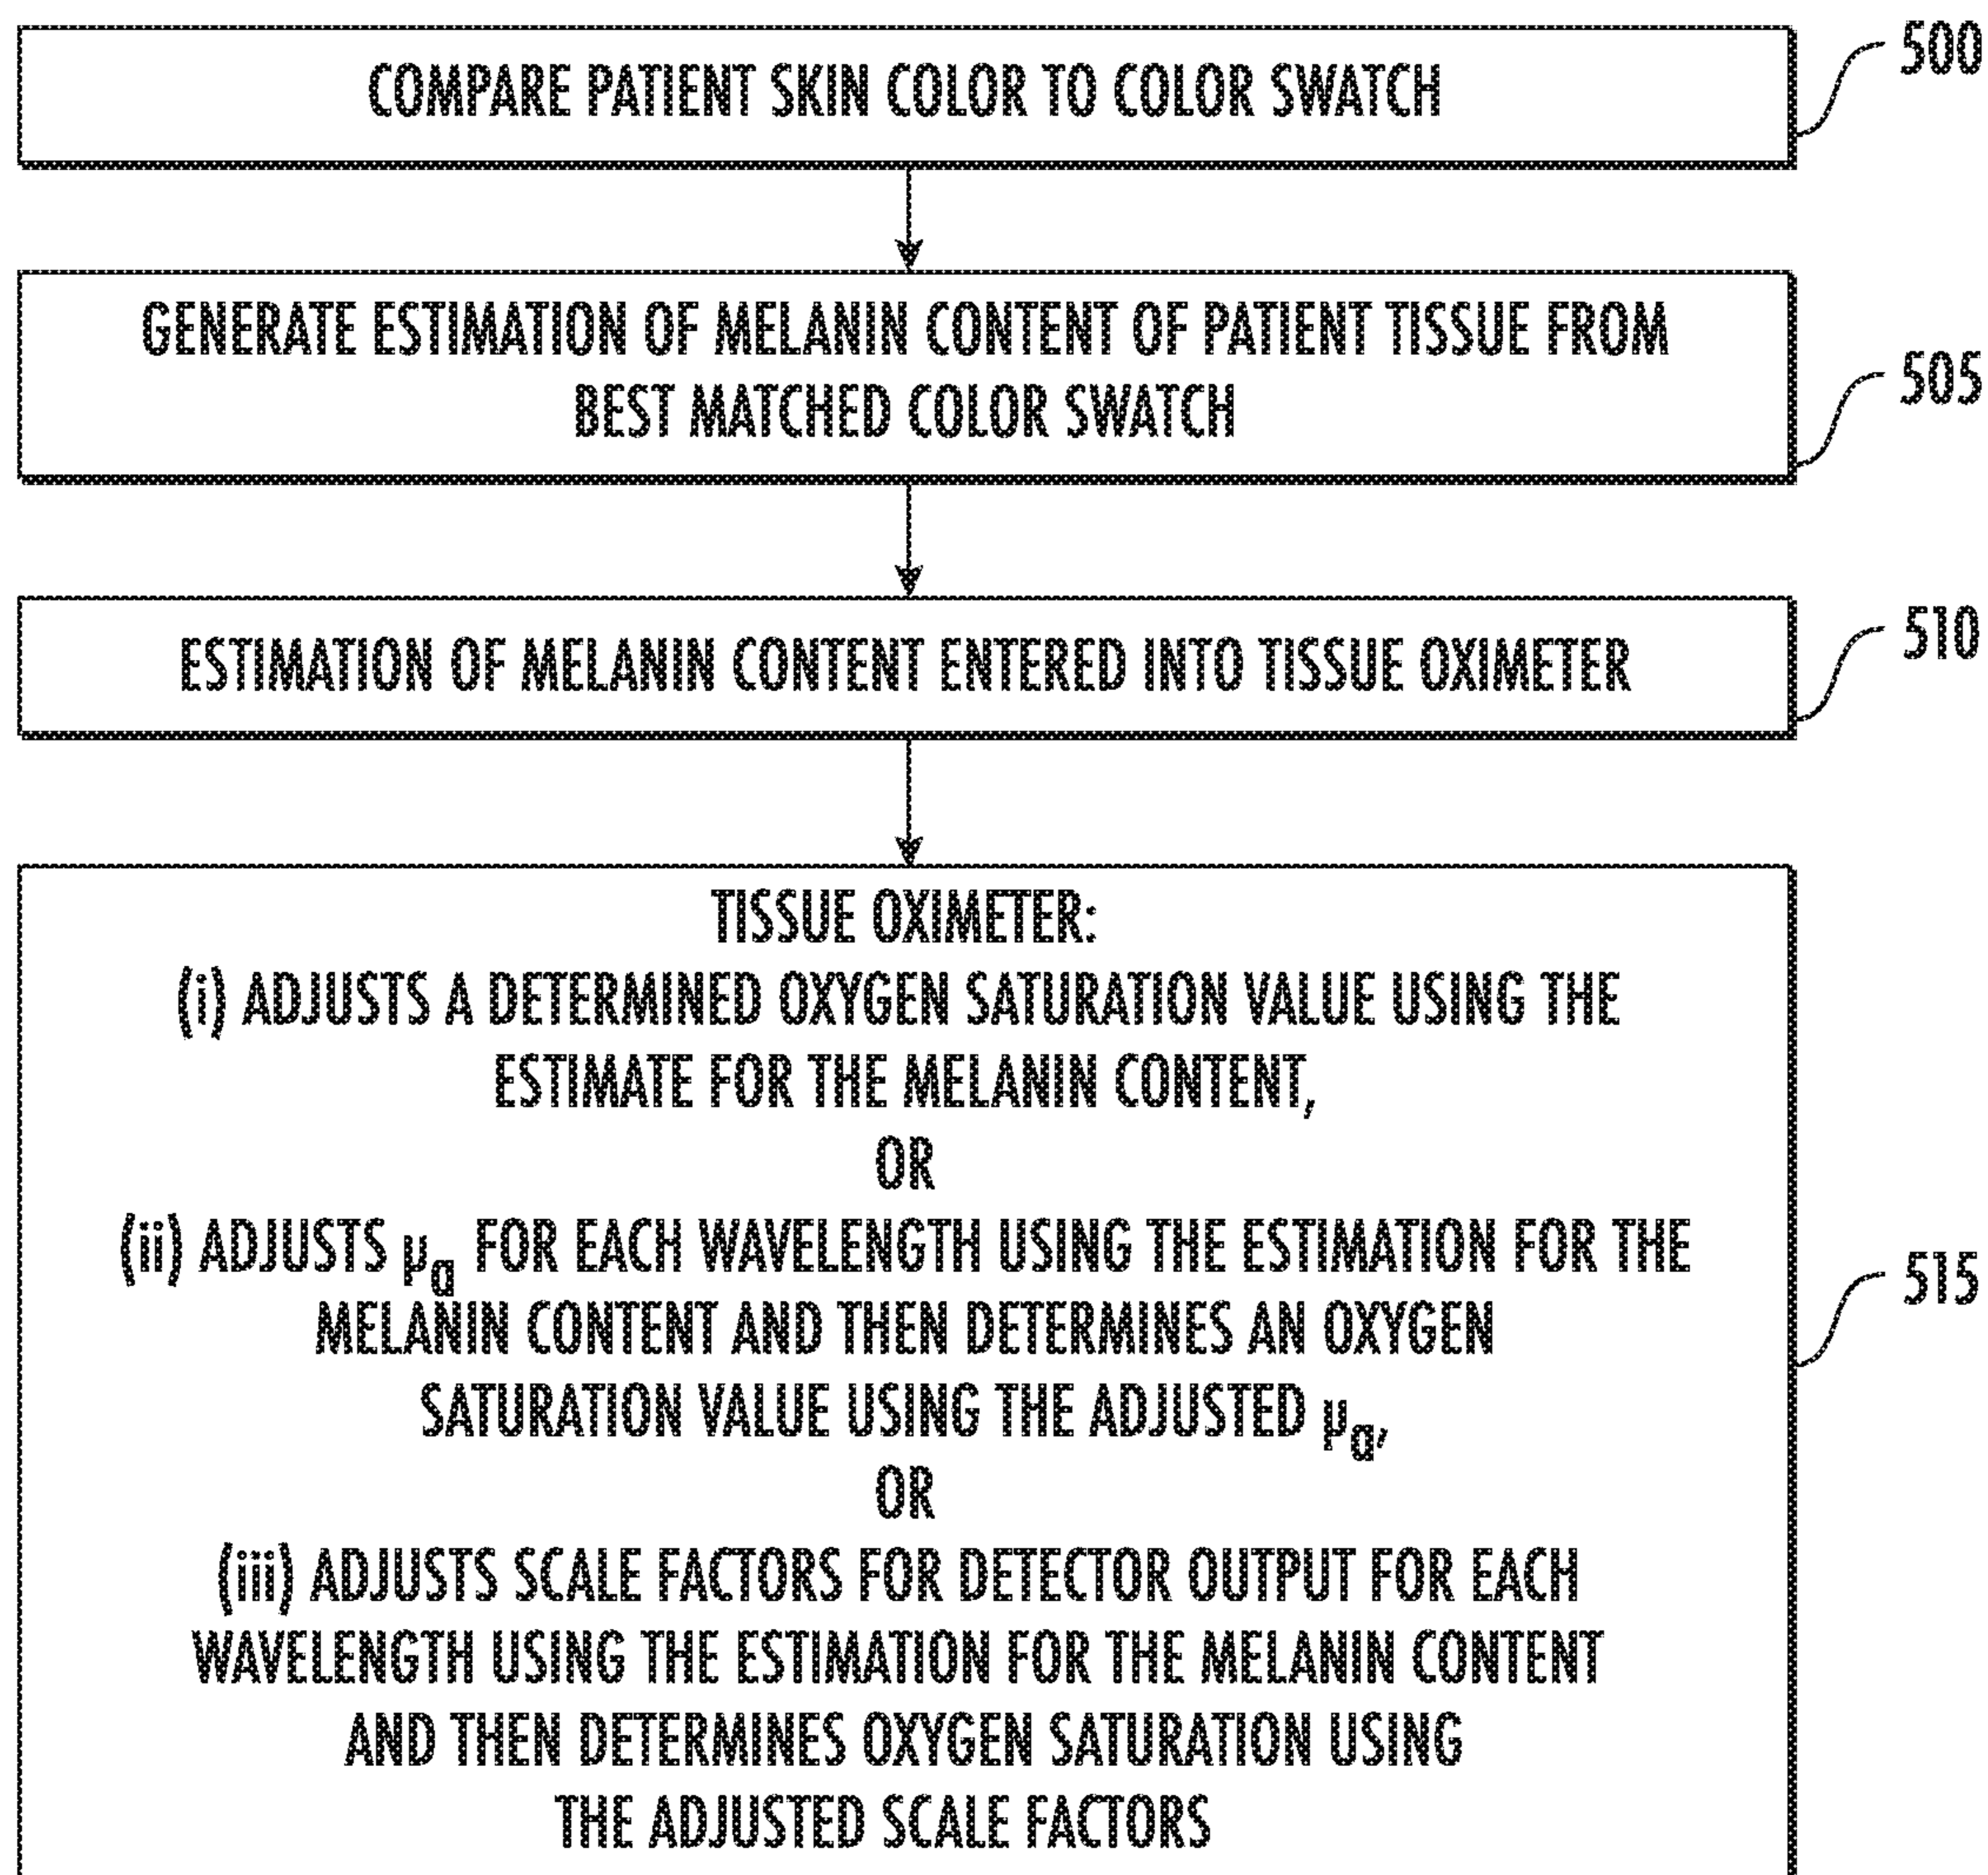 COMPARE PATIENT SKIN COLOR TO COLOR SWATCH
500
GENERATE ESTIMATION OF MELANIN CONTENT OF PATIENT TISSUE FROM
BEST MATCHED COLOR SWATCH
505
ESTIMATION OF MELANIN CONTENT ENTERED INTO TISSUE OXIMETER
510
TISSUE OXIMETER:
(i) ADJUSTS A DETERMINED OXYGEN SATURATION VALUE USING THE
ESTIMATE FOR THE MELANIN CONTENT,
OR
(ii) ADJUSTS μa FOR EACH WAVELENGTH USING THE ESTIMATION FOR THE
MELANIN CONTENT AND THEN DETERMINES AN OXYGEN
SATURATION VALUE USING THE ADJUSTED μa,
OR
(iii) ADJUSTS SCALE FACTORS FOR DETECTOR OUTPUT FOR EACH
WAVELENGTH USING THE ESTIMATION FOR THE MELANIN CONTENT
AND THEN DETERMINES OXYGEN SATURATION USING
THE ADJUSTED SCALE FACTORS
515